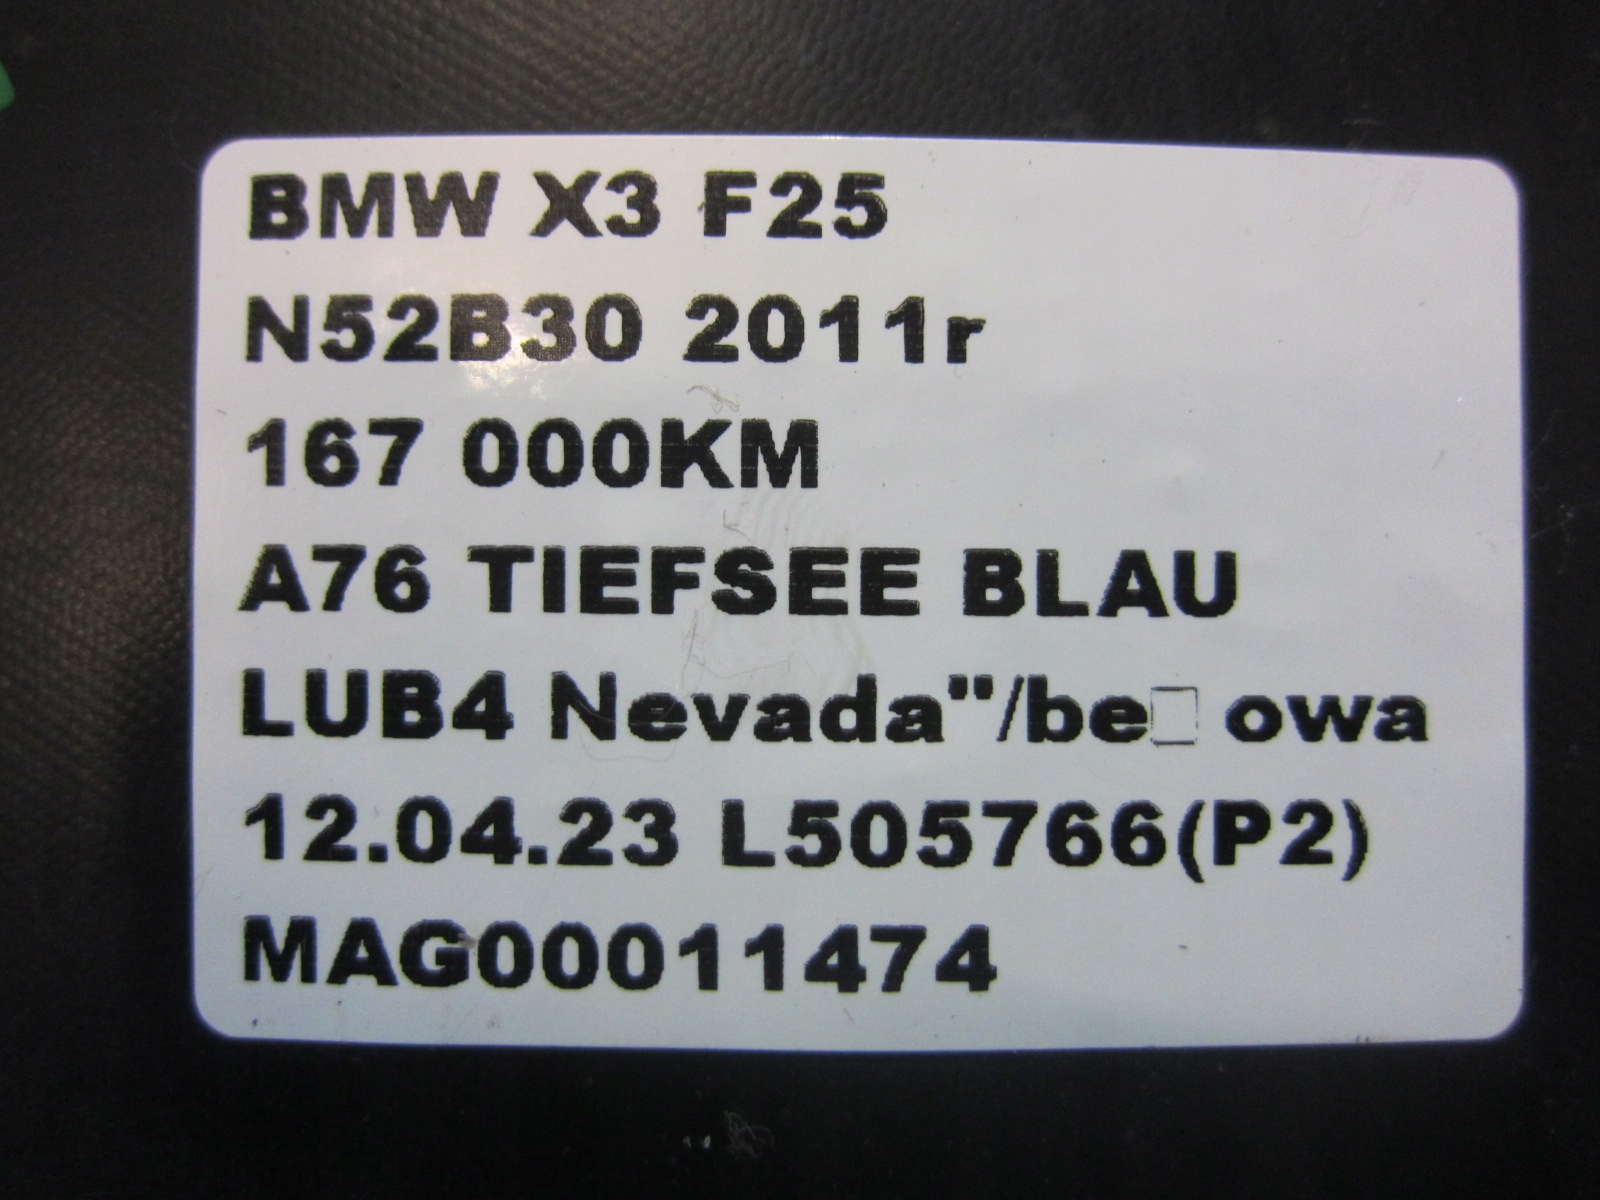 BMW X3 F25
N52B30 2011r
167 000KM
A76 TIEFSEE BLAU
LUB4 Nevada"/be□ owa
12.04.23 L505766(P2)
MAG00011474